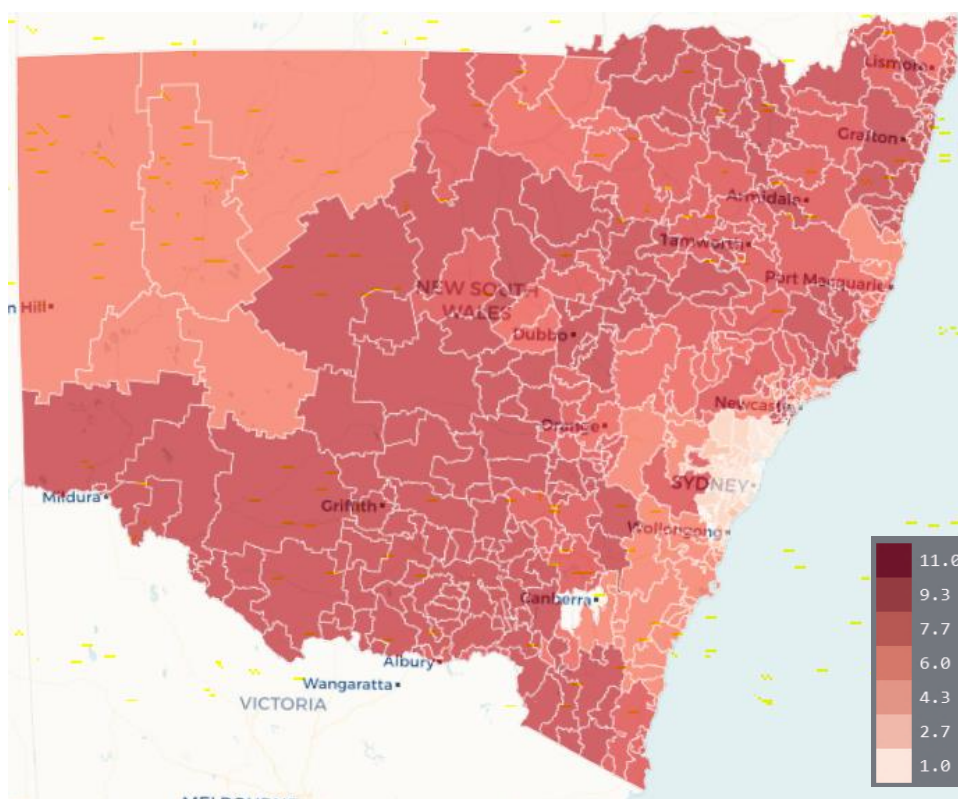 Lismore
Grafton
Armidale
Tamworth
Port Macquarie
n Hill
NEW SOUTH
WALES
Dubbo
Newcastle
Orange
SYDNEY
Mildura
Griffith
Wollongong
Canberra
Albury
Wangaratta
VICTORIA
11.0
9.3
7.7
6.0
4.3
2.7
1.0